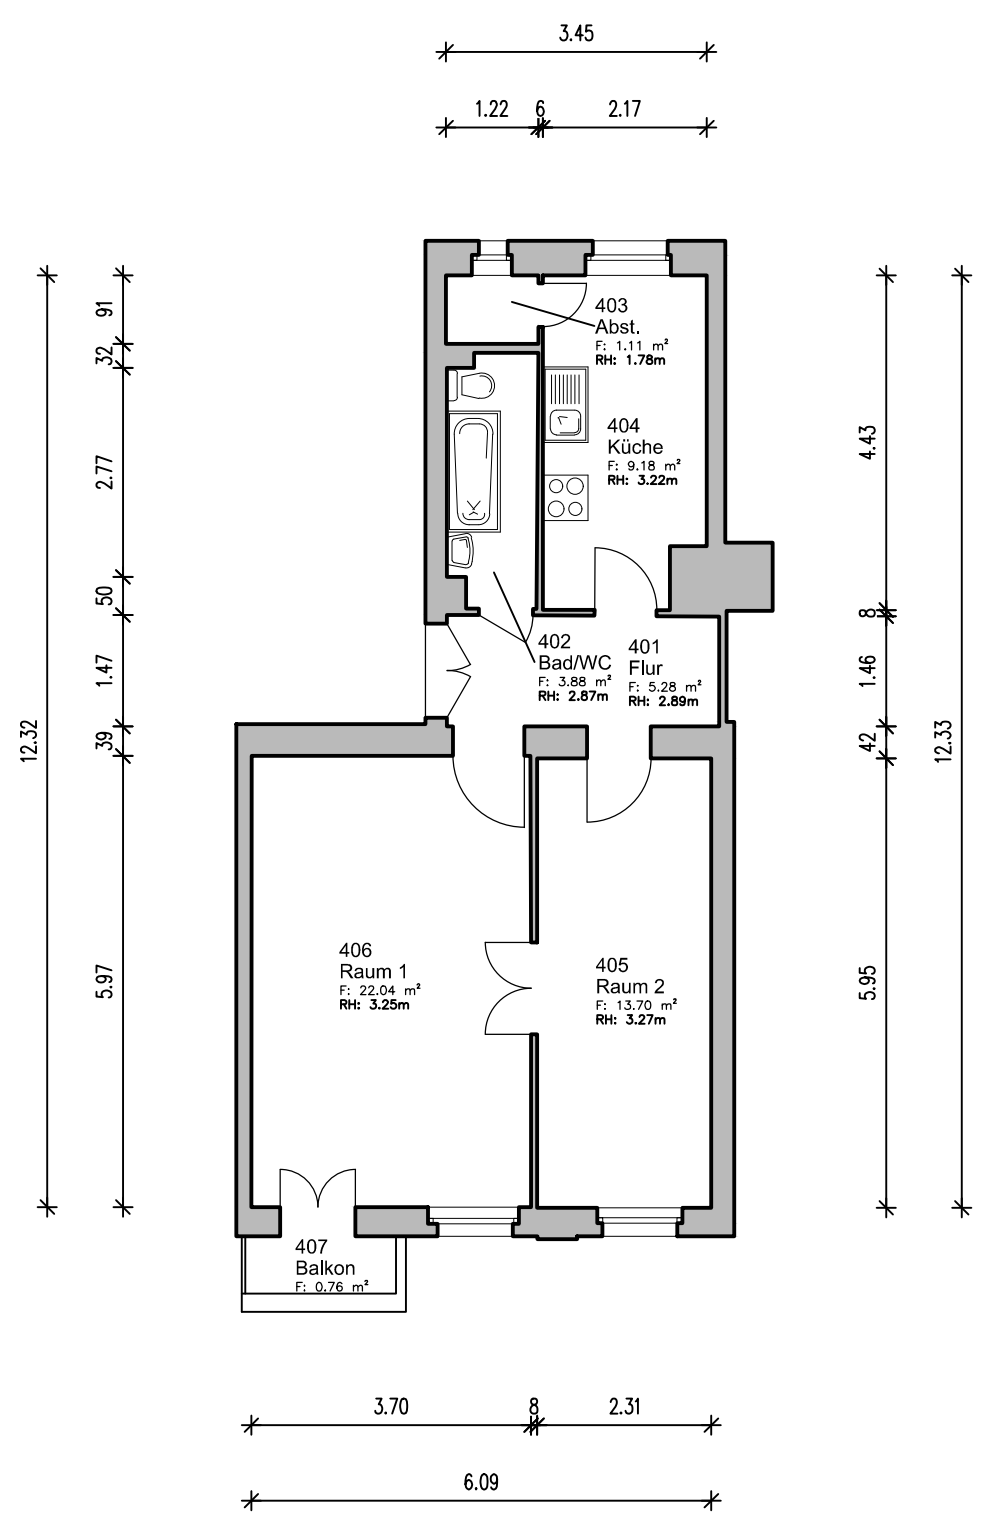 3.45
1.22 6 2.17
403
Abst.
F: 1.11 m²
RH: 1.78m
404
Küche
F: 9.18 m²
RH: 3.22m
402
Bad/WC
F: 3.88 m²
RH: 2.87m
401
Flur
F: 5.28 m²
RH: 2.89m
406
Raum 1
F: 22.04 m²
RH: 3.25m
405
Raum 2
F: 13.70 m²
RH: 3.27m
407
Balkon
F: 0.76 m²
12.32
91
32
2.77
50
1.47
39
5.97
4.43
8
1.46
42
5.95
12.33
3.70 8 2.31
6.09